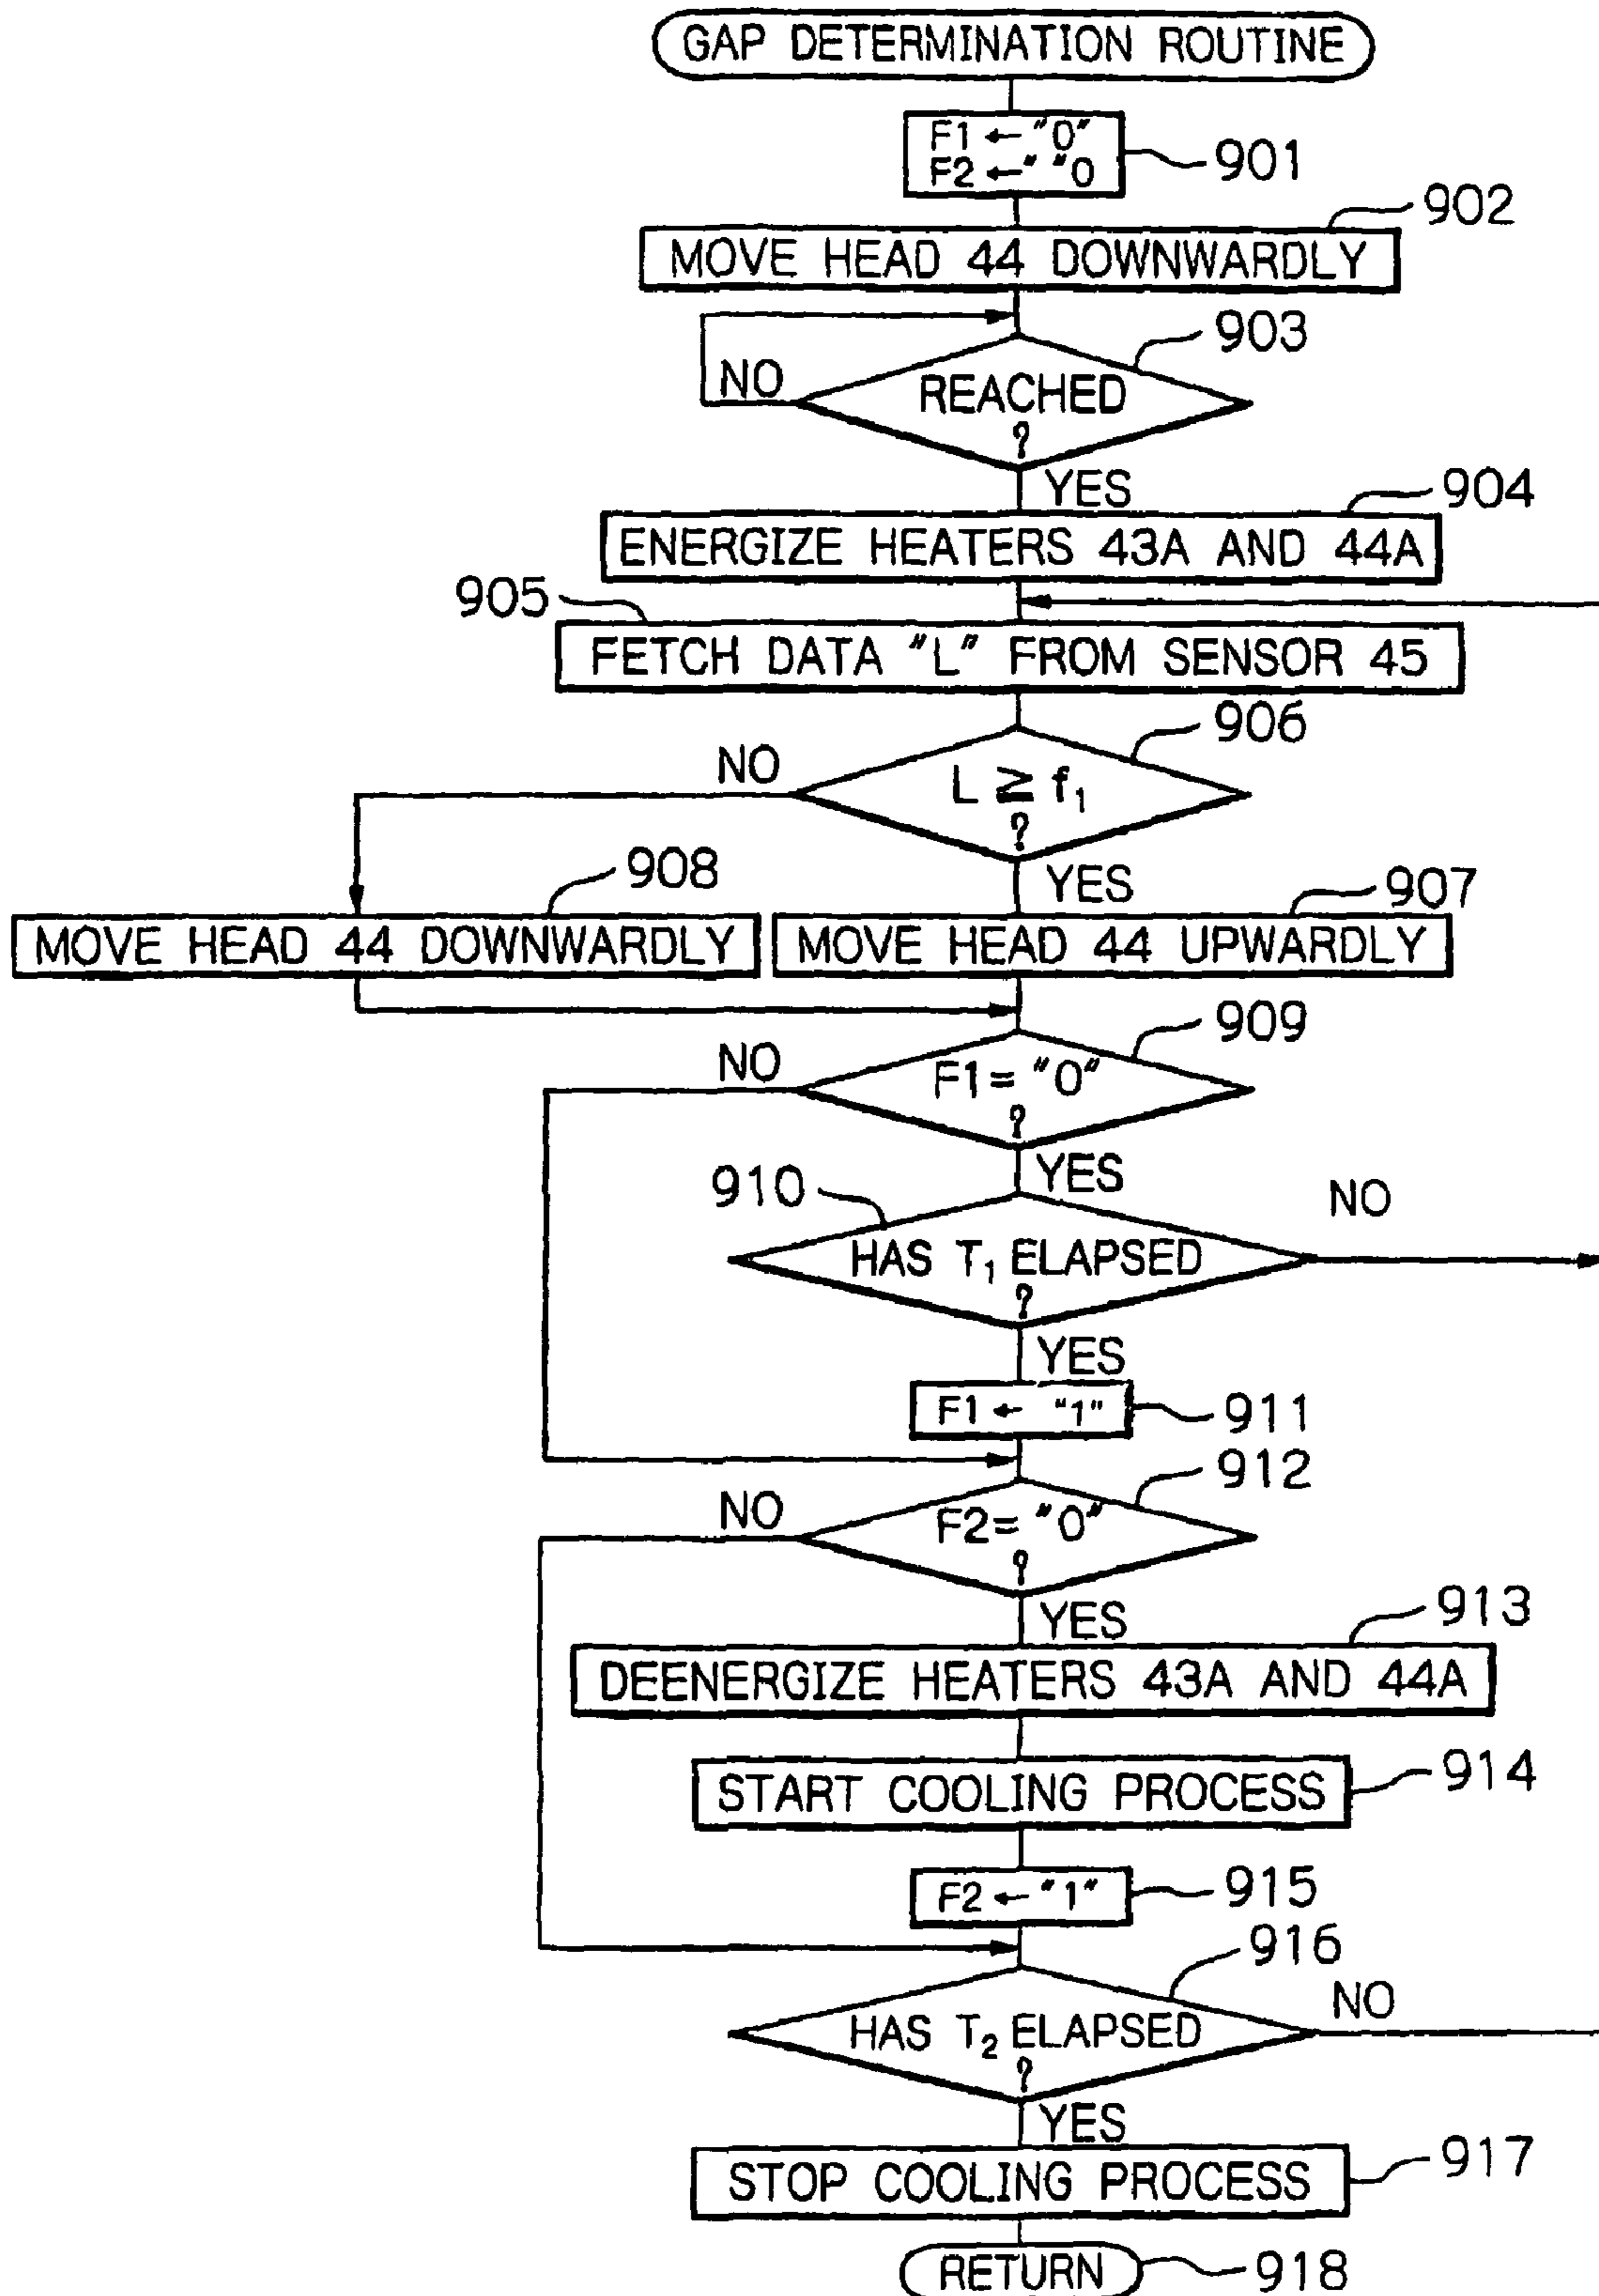 GAP DETERMINATION ROUTINE
F1 ← "0"
F2 ← " "0
901
902
MOVE HEAD 44 DOWNWARDLY
903
NO
REACHED
?
YES
904
ENERGIZE HEATERS 43A AND 44A
905
FETCH DATA "L" FROM SENSOR 45
906
NO
L ≧ f₁
?
YES
908
907
MOVE HEAD 44 DOWNWARDLY
MOVE HEAD 44 UPWARDLY
909
NO
F1 = "0"
?
YES
910
NO
HAS T₁ ELAPSED
?
YES
F1 ← "1"
911
912
NO
F2 = "0"
?
YES
913
DEENERGIZE HEATERS 43A AND 44A
START COOLING PROCESS
914
F2 ← "1"
915
916
NO
HAS T₂ ELAPSED
?
YES
STOP COOLING PROCESS
917
RETURN
918